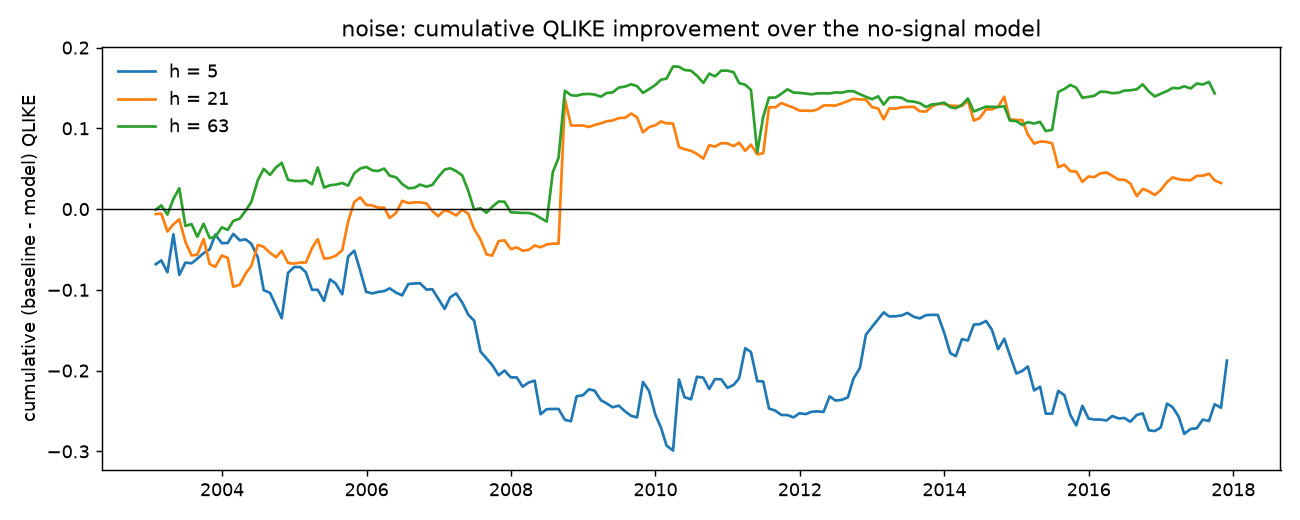 noise: cumulative QLIKE improvement over the no-signal model
cumulative (baseline - model) QLIKE
0.2
0.1
0.0
−0.1
−0.2
−0.3
h = 5
h = 21
h = 63
2004
2006
2008
2010
2012
2014
2016
2018